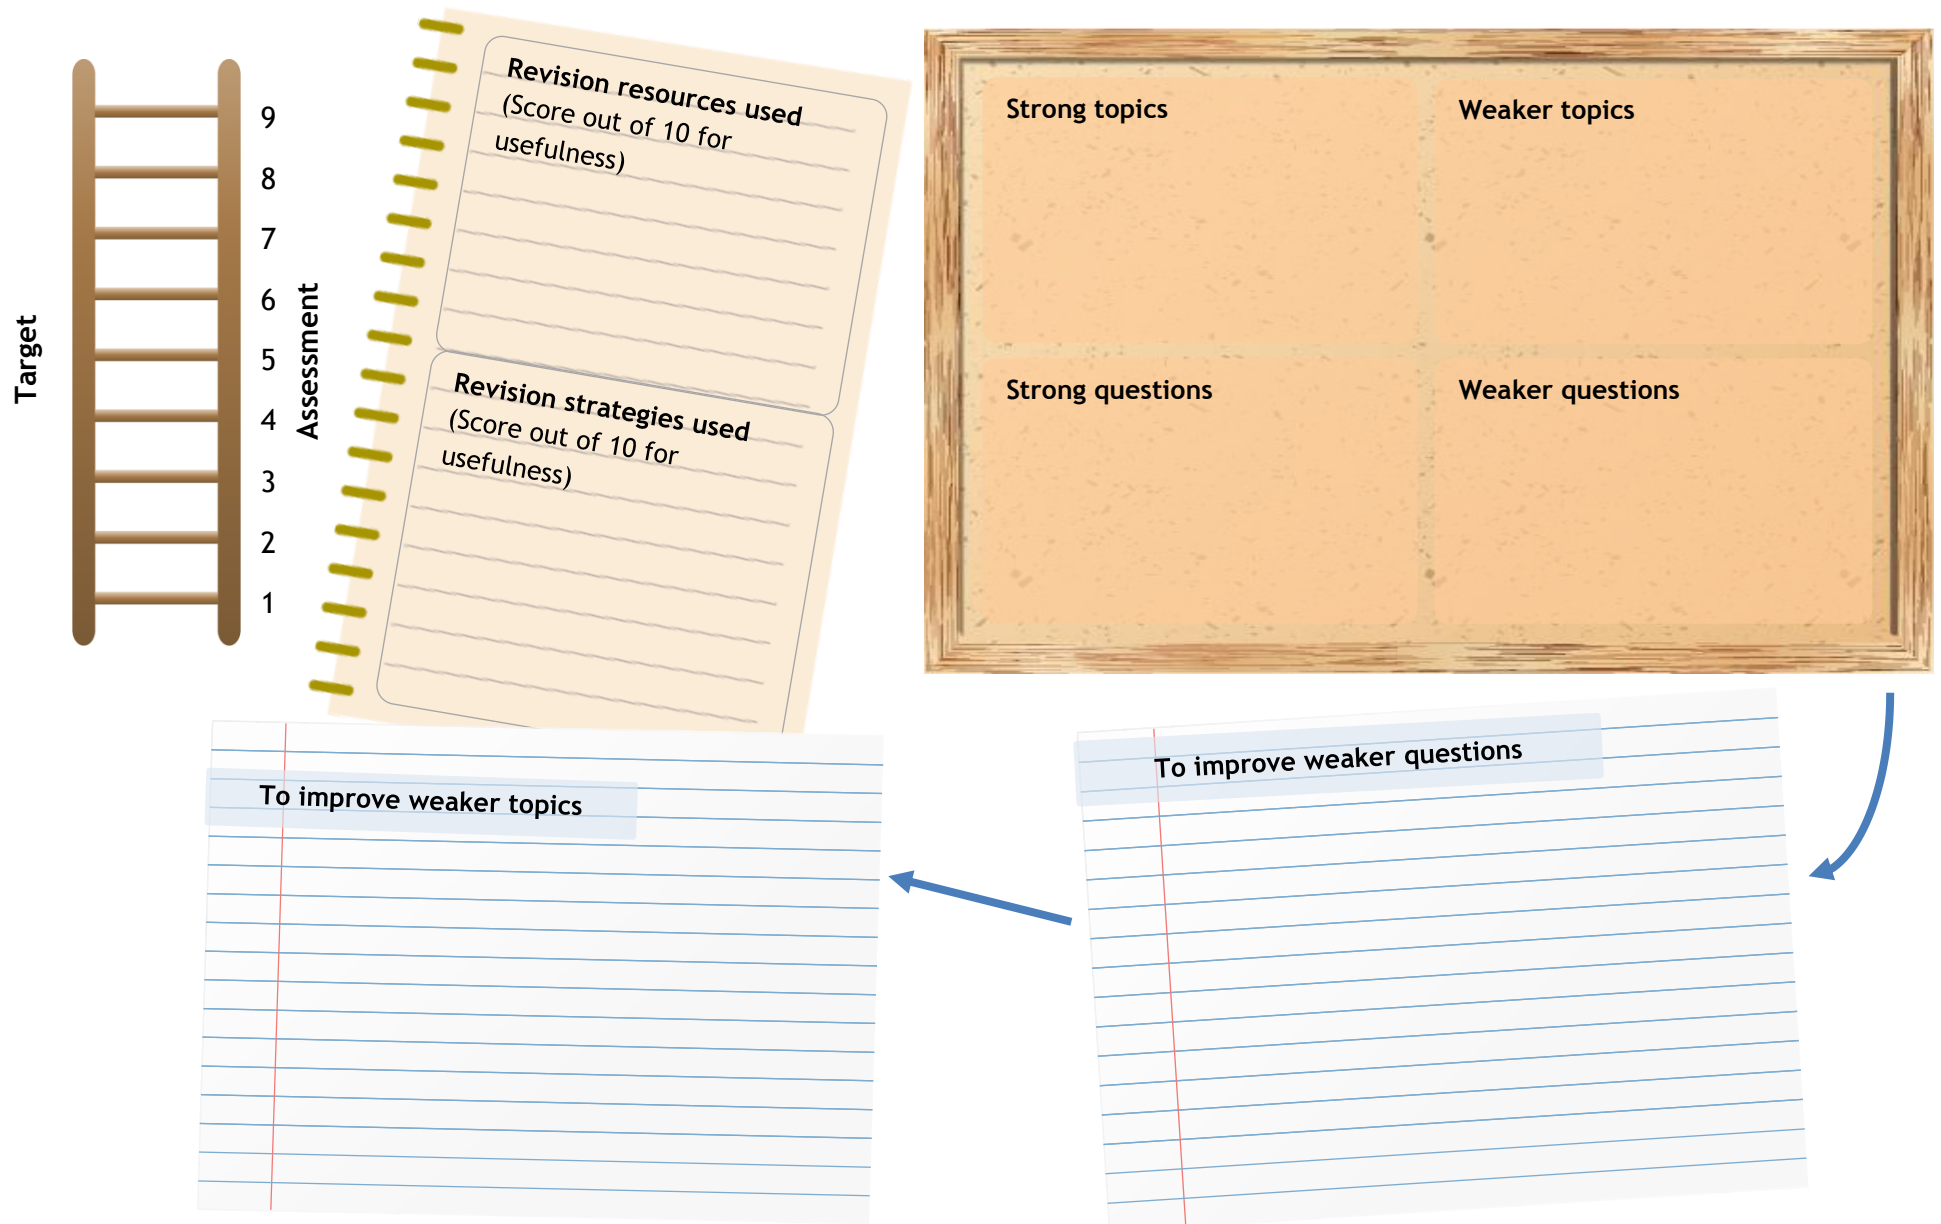 Target
9
8
7
6
5
4
3
2
1
Assessment
Revision resources used
(Score out of 10 for
usefulness)
Revision strategies used
(Score out of 10 for
usefulness)
Strong topics
Weaker topics
Strong questions
Weaker questions
To improve weaker topics
To improve weaker questions